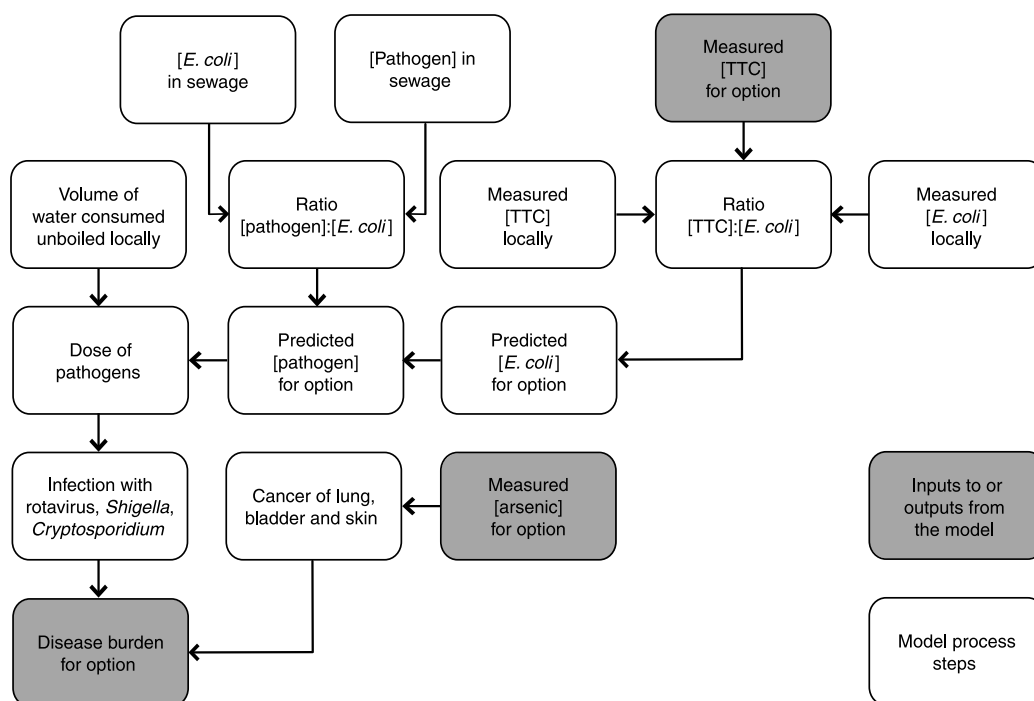 [E. coli]
in sewage
[Pathogen] in
sewage
Measured
[TTC]
for option
Volume of
water consumed
unboiled locally
Ratio
[pathogen]:[E. coli]
Measured
[TTC]
locally
Ratio
[TTC]:[E. coli]
Measured
[E. coli]
locally
Dose of
pathogens
Predicted
[pathogen]
for option
Predicted
[E. coli]
for option
Infection with
rotavirus, Shigella,
Cryptosporidium
Cancer of lung,
bladder and skin
Measured
[arsenic]
for option
Inputs to or
outputs from
the model
Disease burden
for option
Model process
steps